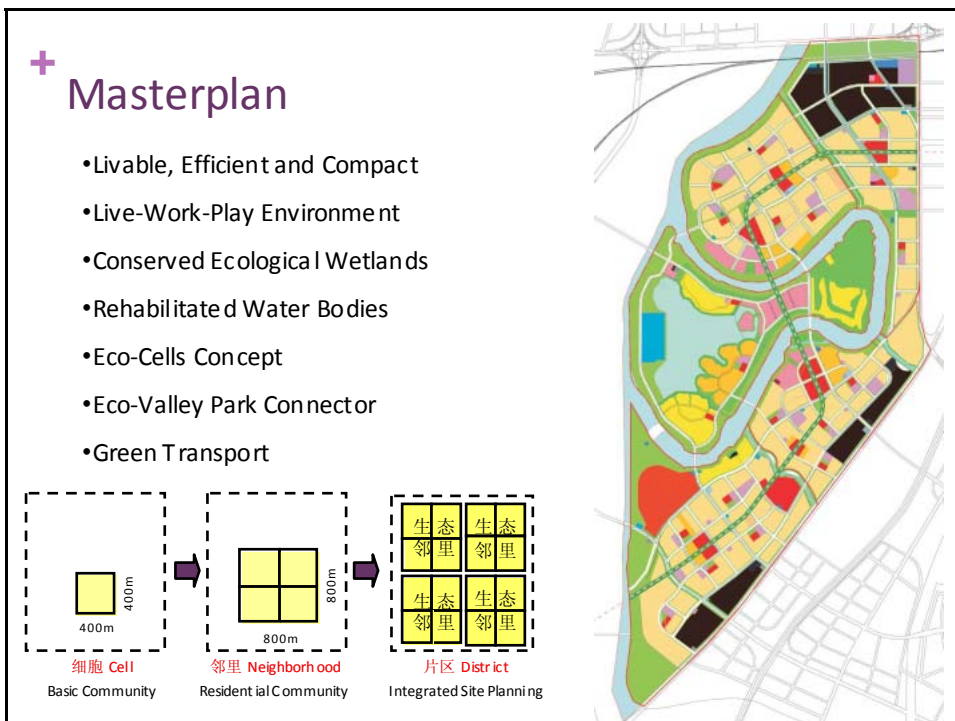 +
Masterplan
•Livable, Efficient and Compact
•Live-Work-Play Environment
•Conserved Ecological Wetlands
•Rehabilitated Water Bodies
•Eco-Cells Concept
•Eco-Valley Park Connector
•Green Transport
400m
400m
细胞 Cell
Basic Community
800m
800m
邻里 Neighborhood
Residential Community
生态 生态
邻里 邻里
生态 生态
邻里 邻里
片区 District
Integrated Site Planning